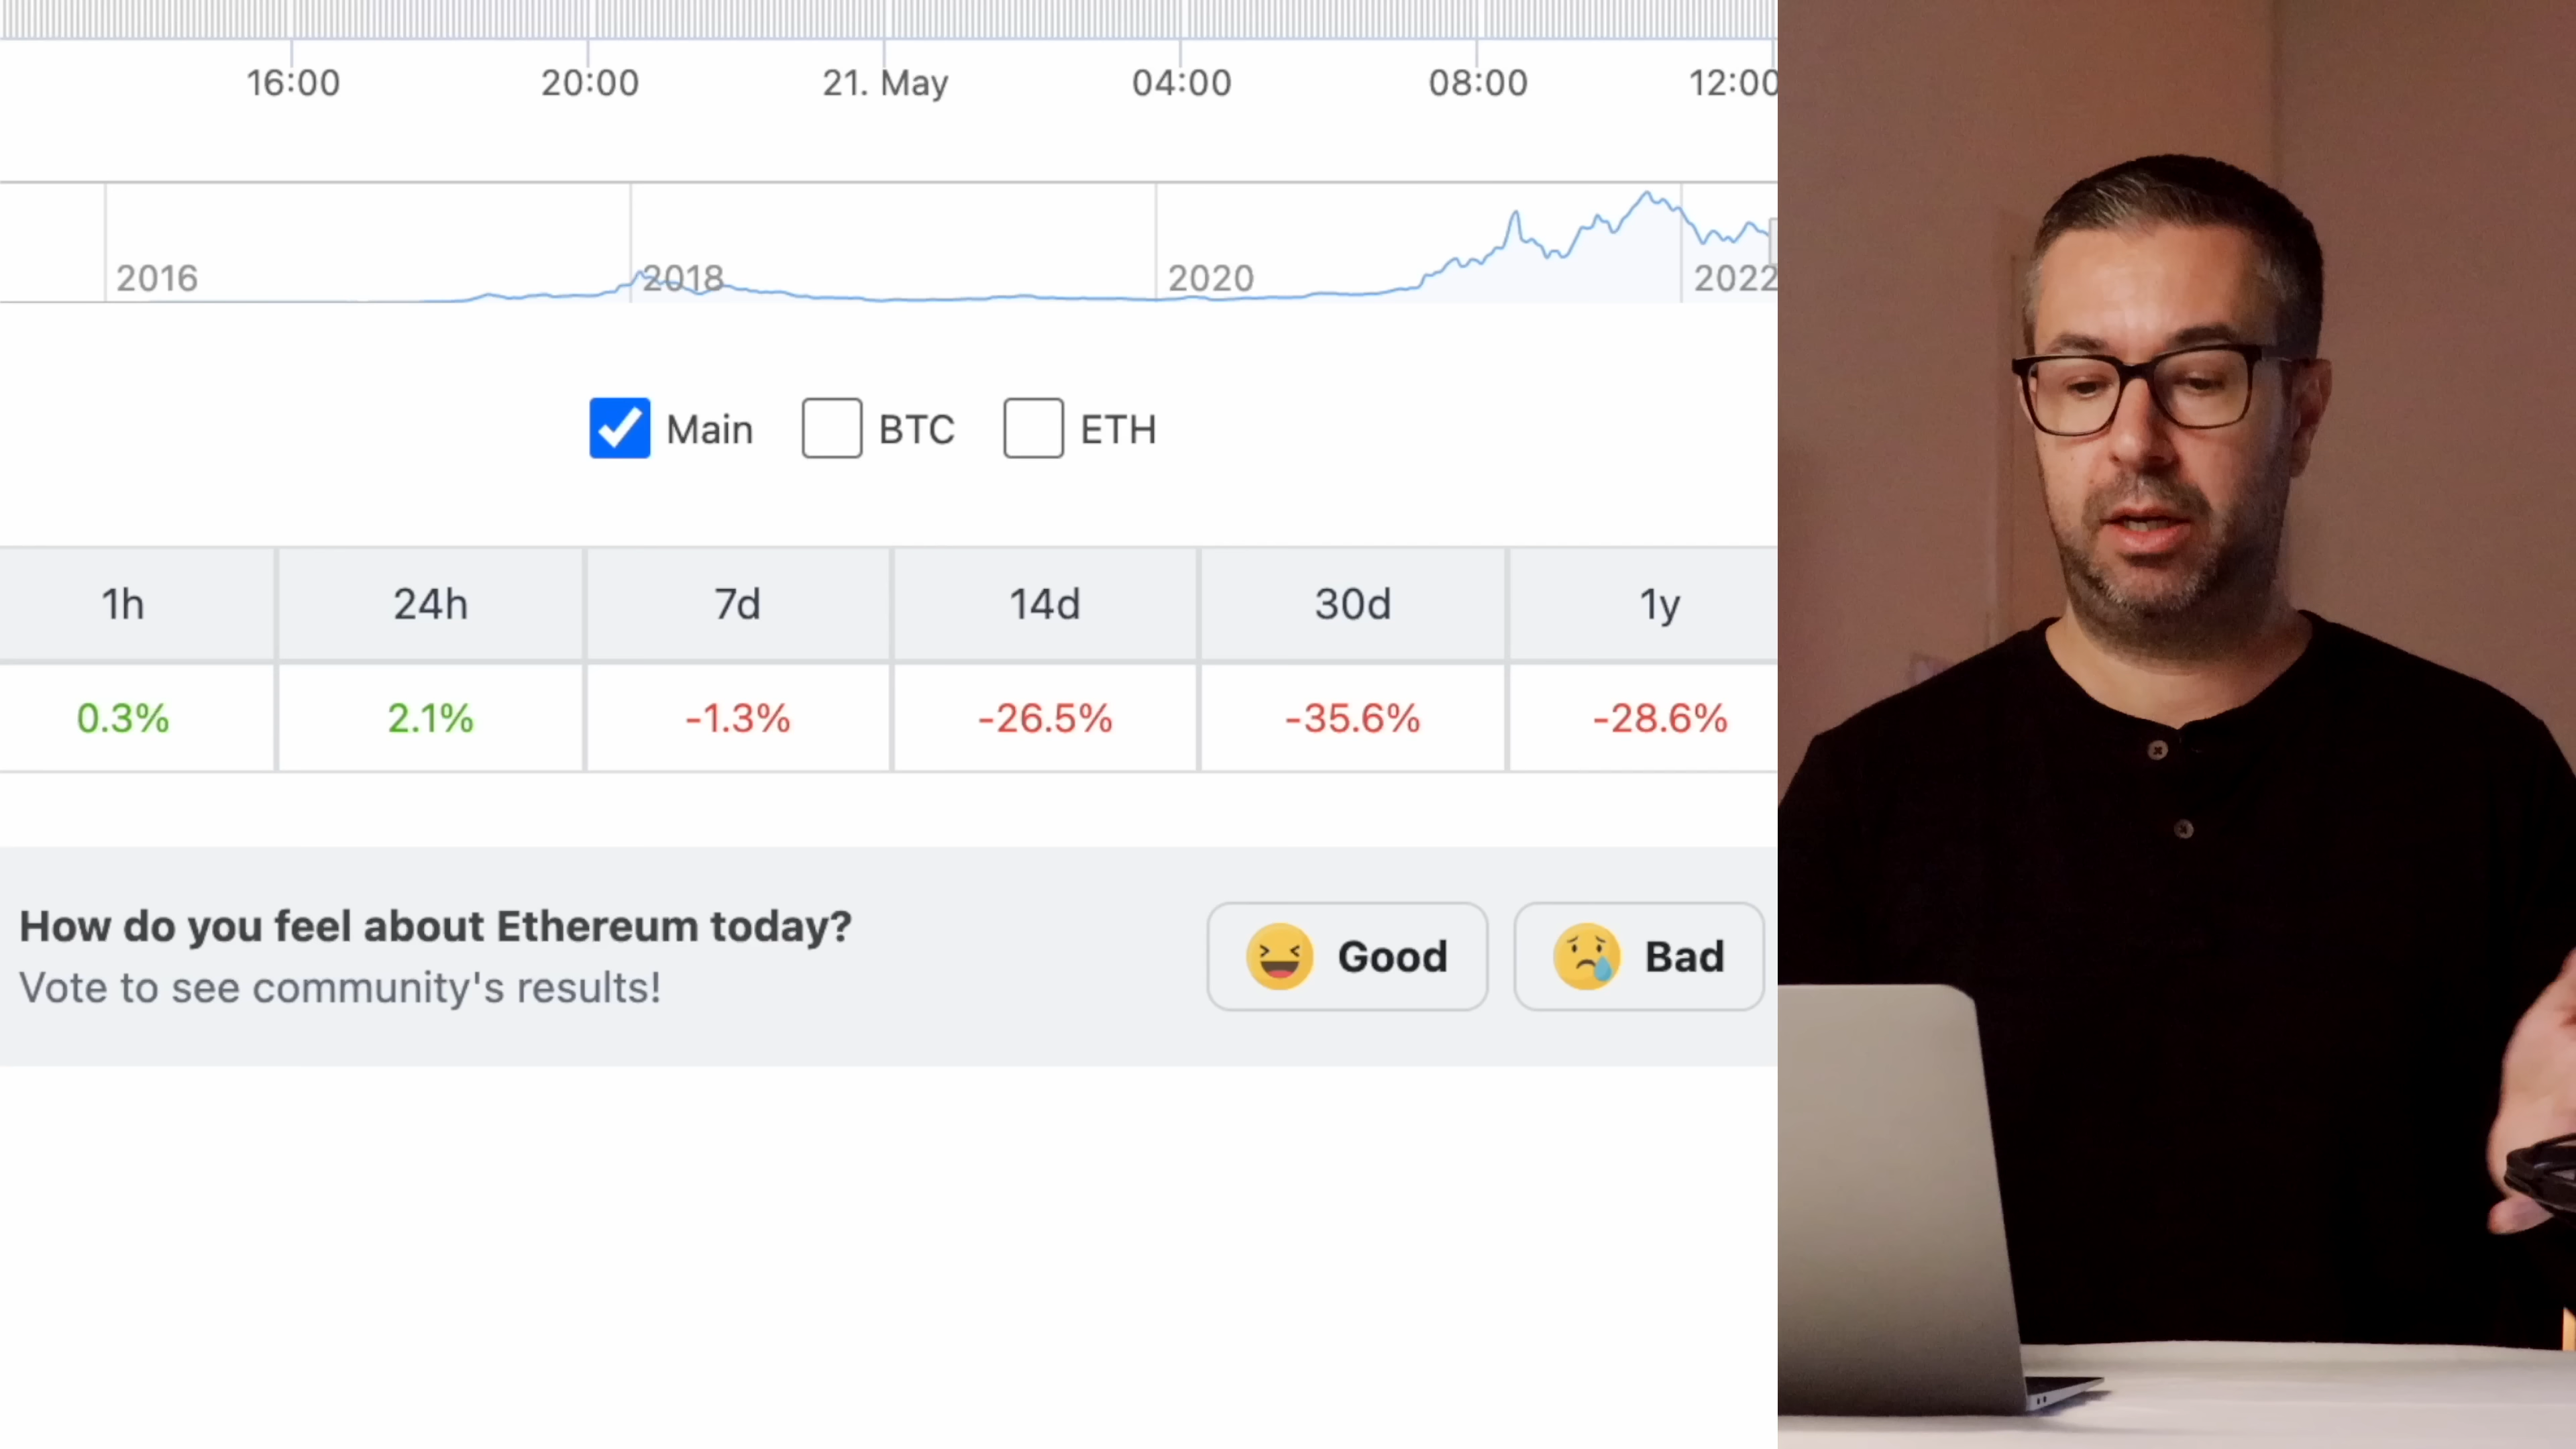 16:00 20:00 21. May 04:00 08:00 12:00
2016 2018 2020 2022
Main BTC ETH
1h 24h 7d 14d 30d 1y
0.3% 2.1% -1.3% -26.5% -35.6% -28.6%
How do you feel about Ethereum today?
Vote to see community's results!
Good Bad